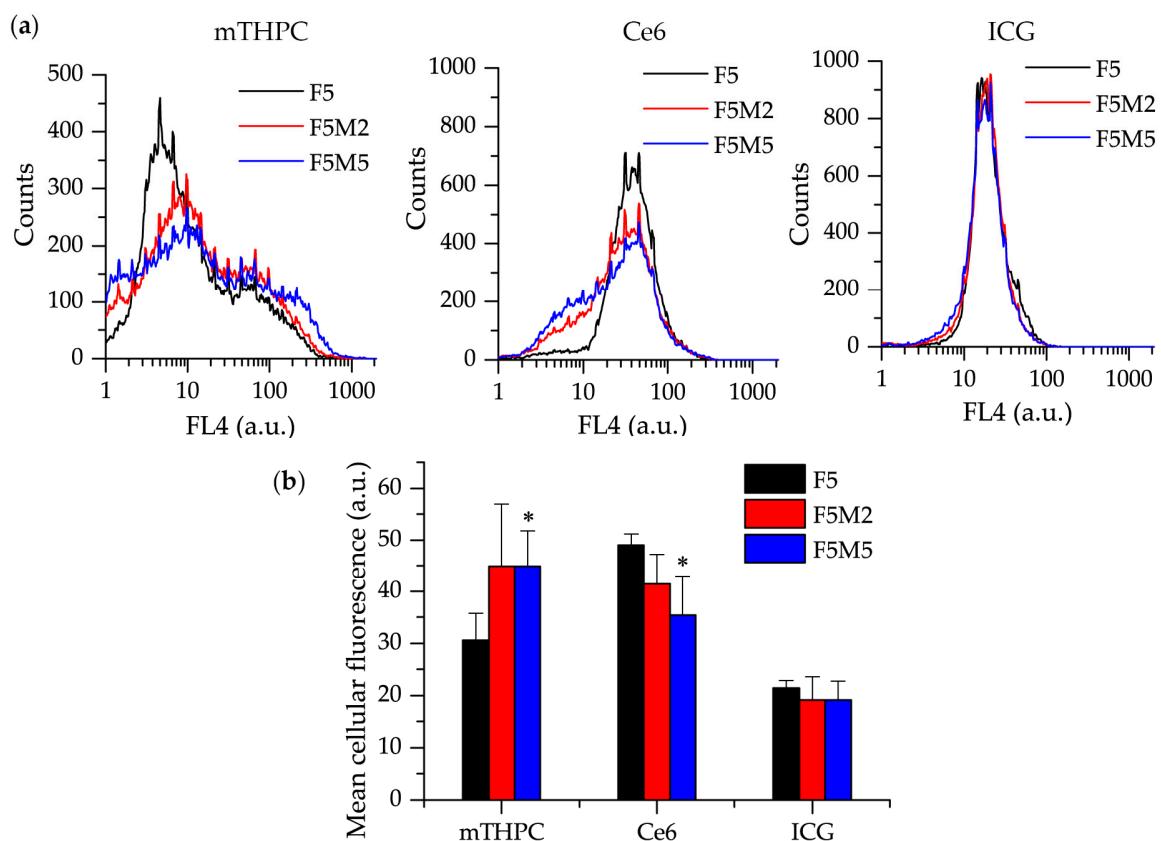 (a)
mTHPC
500
400
300
200
100
0
Counts
1 10 100 1000
FL4 (a.u.)
F5
F5M2
F5M5
Ce6
1000
800
600
400
200
0
Counts
1 10 100 1000
FL4 (a.u.)
F5
F5M2
F5M5
ICG
1000
800
600
400
200
0
Counts
1 10 100 1000
FL4 (a.u.)
F5
F5M2
F5M5
(b)
Mean cellular fluorescence (a.u.)
60
50
40
30
20
10
0
* *
F5
F5M2
F5M5
mTHPC Ce6 ICG